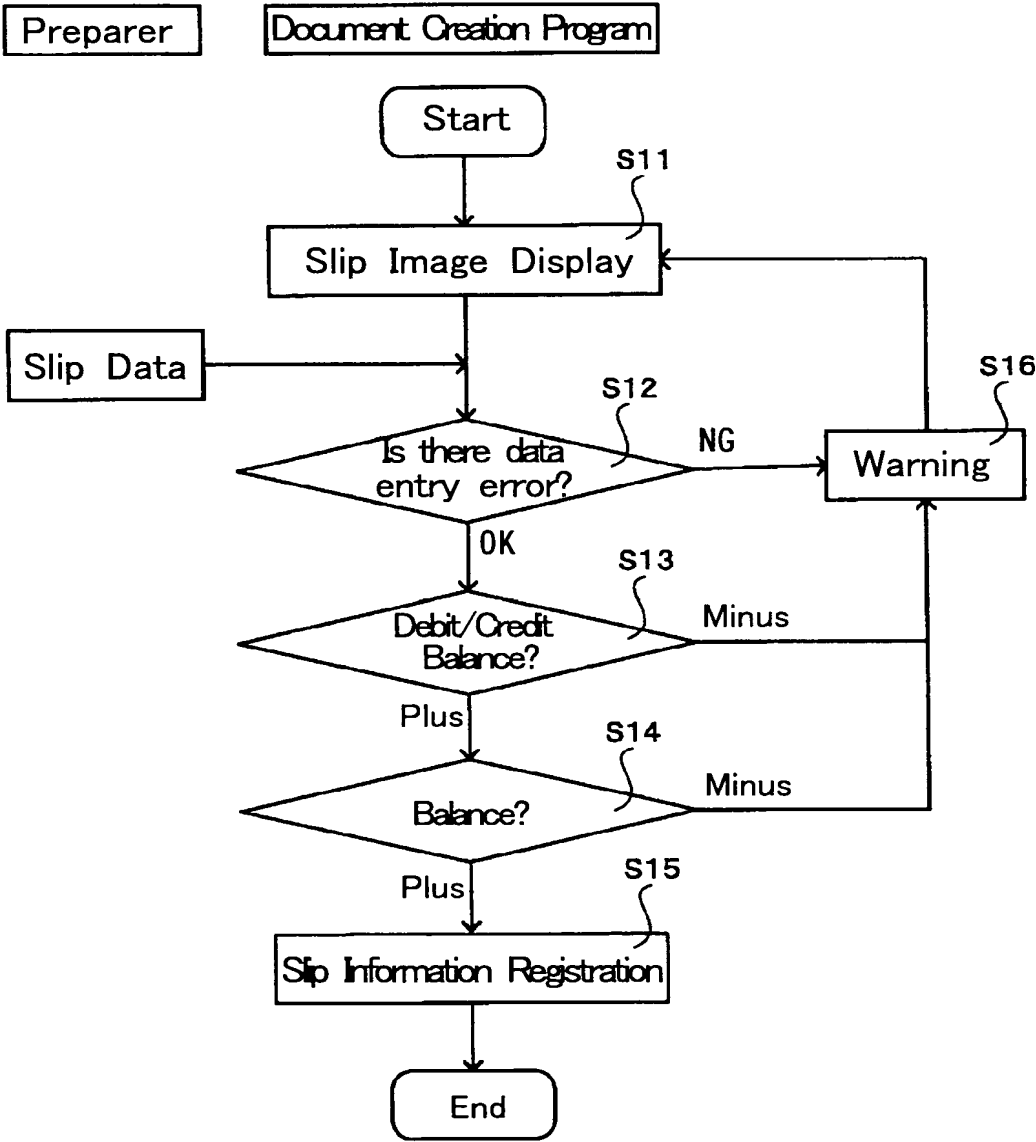 Preparer
Document Creation Program
Start
S11
Slip Image Display
Slip Data
S12
S16
Is there data
entry error?
NG
Warning
OK
S13
Debit/Credit
Balance?
Minus
Plus
S14
Balance?
Minus
Plus
S15
Slip Information Registration
End